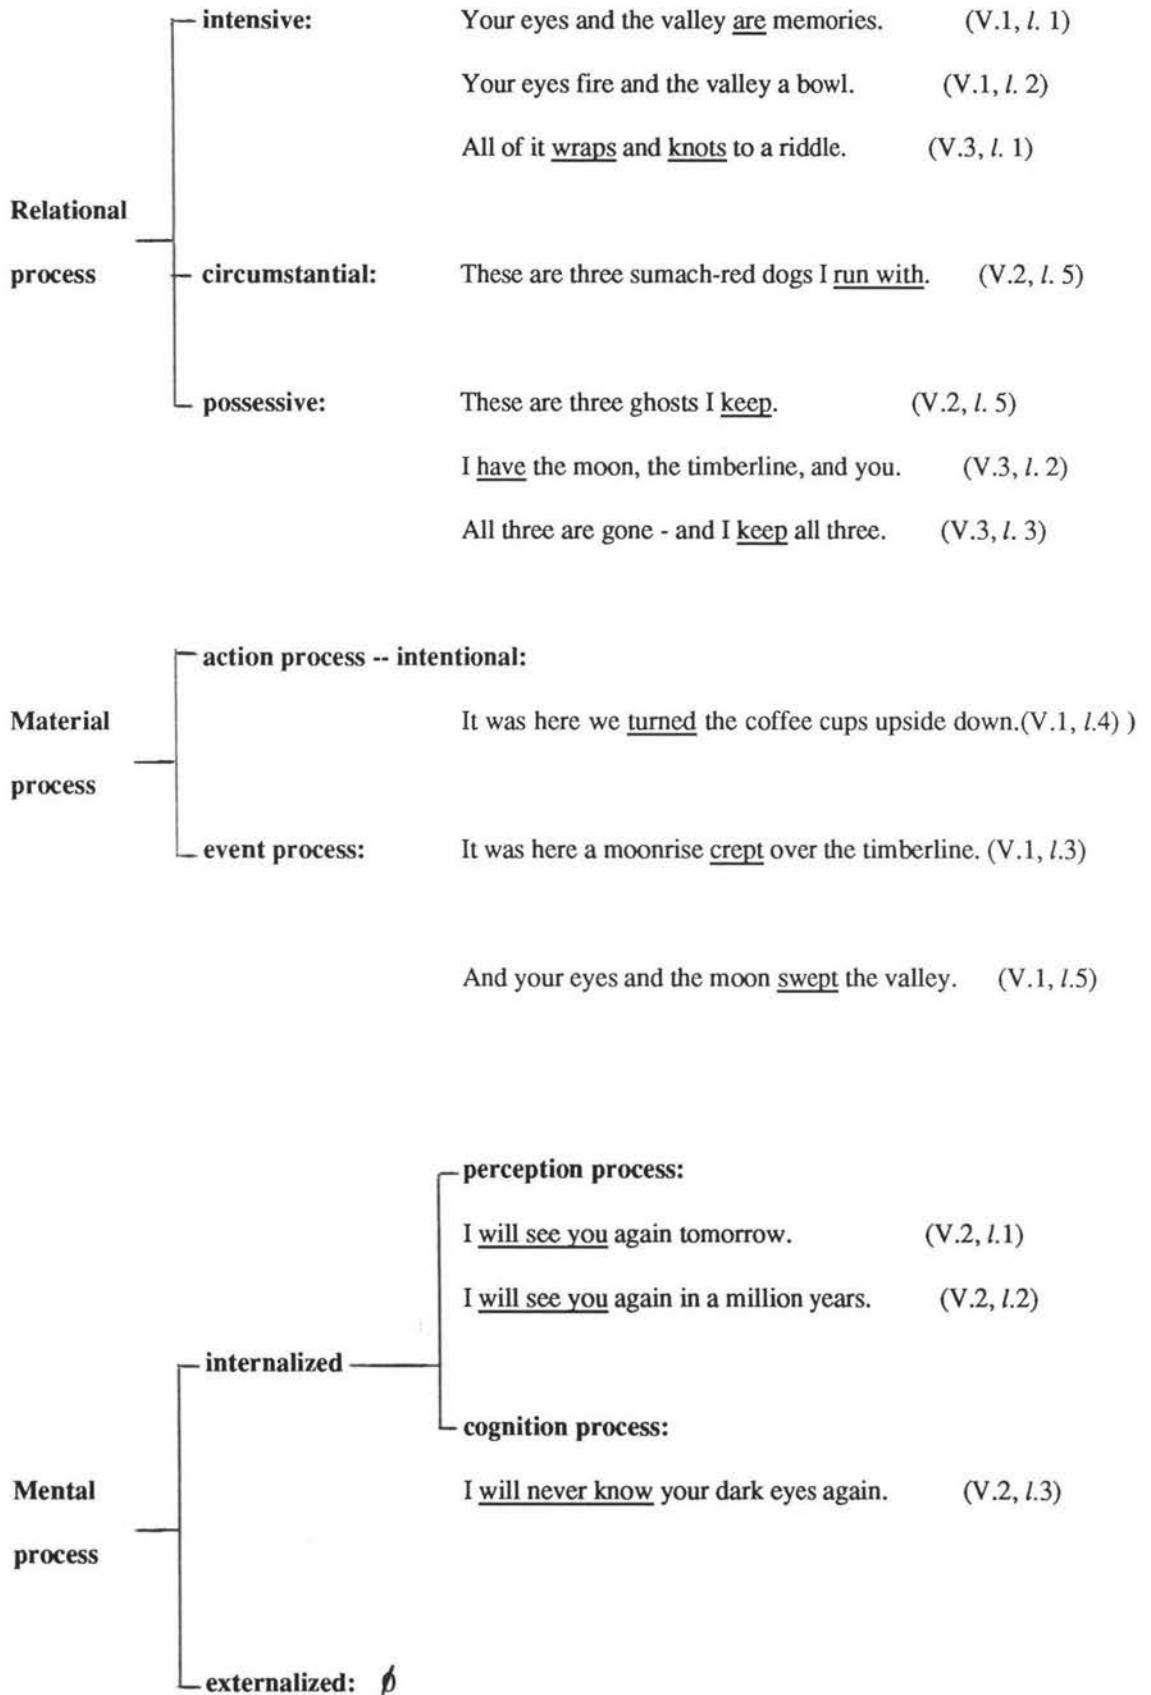 intensive: Your eyes and the valley are memories. (V.1, l. 1)
Your eyes fire and the valley a bowl. (V.1, l. 2)
All of it wraps and knots to a riddle. (V.3, l. 1)
Relational
process circumstantial: These are three sumach-red dogs I run with. (V.2, l. 5)
possessive: These are three ghosts I keep. (V.2, l. 5)
I have the moon, the timberline, and you. (V.3, l. 2)
All three are gone - and I keep all three. (V.3, l. 3)
action process -- intentional:
Material It was here we turned the coffee cups upside down.(V.1, l.4) )
process
event process: It was here a moonrise crept over the timberline. (V.1, l.3)
And your eyes and the moon swept the valley. (V.1, l.5)
perception process:
I will see you again tomorrow. (V.2, l.1)
I will see you again in a million years. (V.2, l.2)
internalized
cognition process:
Mental I will never know your dark eyes again. (V.2, l.3)
process
externalized: ∅